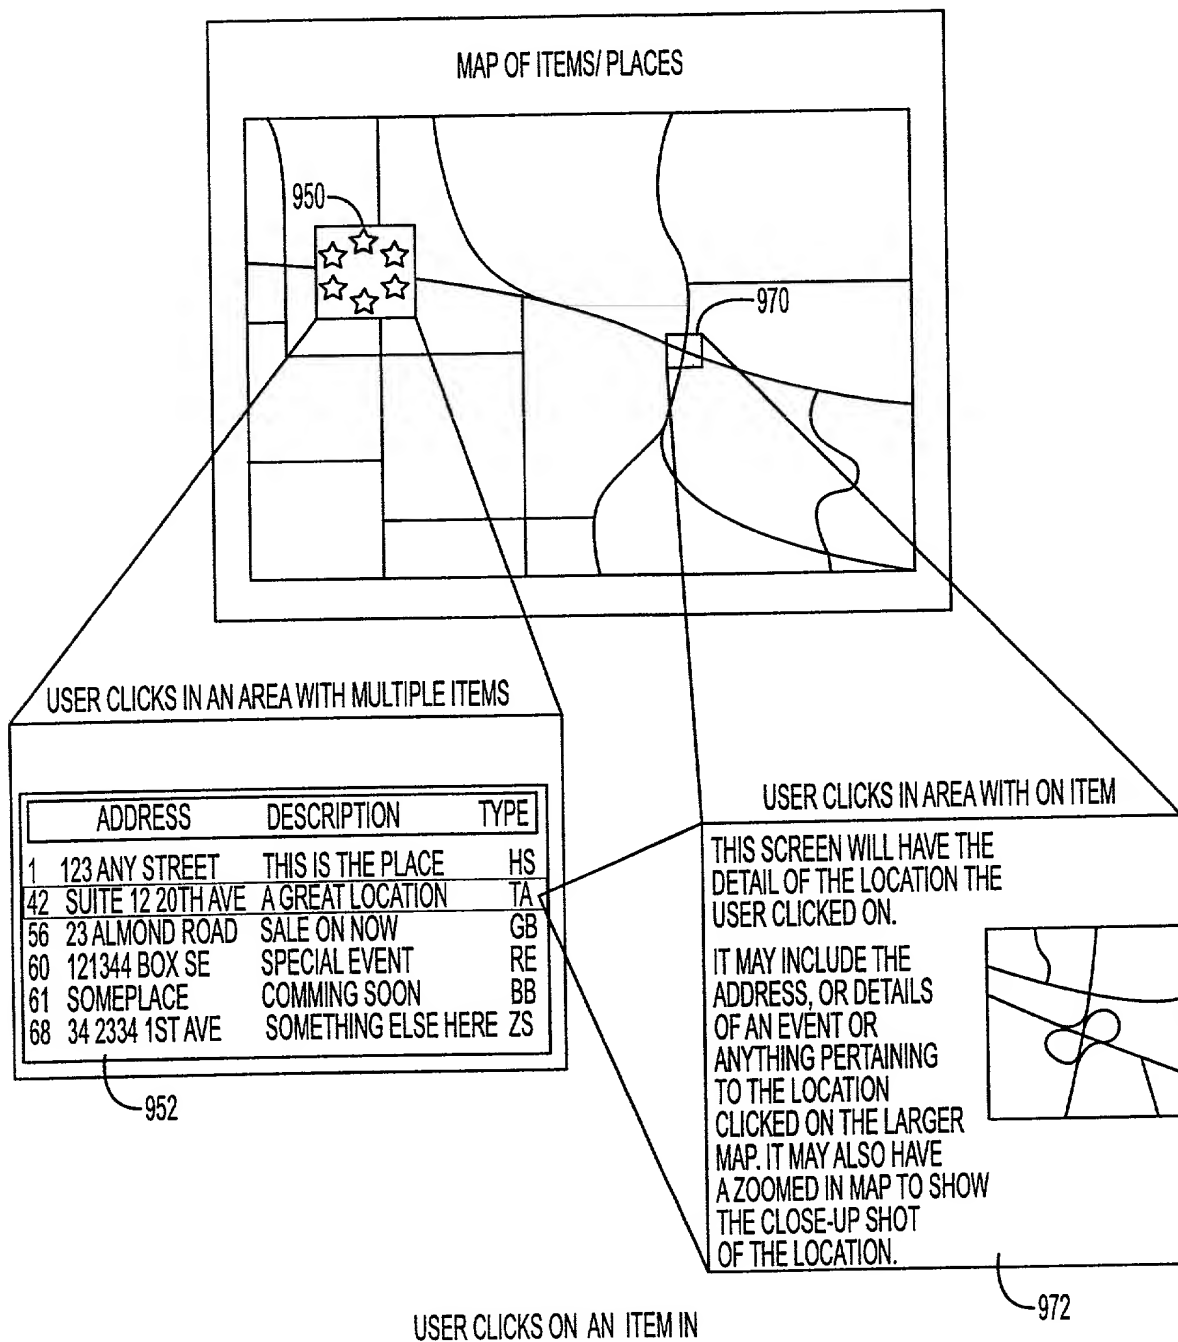 MAP OF ITEMS/ PLACES
950
970
USER CLICKS IN AN AREA WITH MULTIPLE ITEMS
ADDRESS DESCRIPTION TYPE
1 123 ANY STREET THIS IS THE PLACE HS
42 SUITE 12 20TH AVE A GREAT LOCATION TA
56 23 ALMOND ROAD SALE ON NOW GB
60 121344 BOX SE SPECIAL EVENT RE
61 SOMEPLACE COMMING SOON BB
68 34 2334 1ST AVE SOMETHING ELSE HERE ZS
952
USER CLICKS IN AREA WITH ON ITEM
THIS SCREEN WILL HAVE THE
DETAIL OF THE LOCATION THE
USER CLICKED ON.
IT MAY INCLUDE THE
ADDRESS, OR DETAILS
OF AN EVENT OR
ANYTHING PERTAINING
TO THE LOCATION
CLICKED ON THE LARGER
MAP. IT MAY ALSO HAVE
A ZOOMED IN MAP TO SHOW
THE CLOSE-UP SHOT
OF THE LOCATION.
972
USER CLICKS ON AN ITEM IN